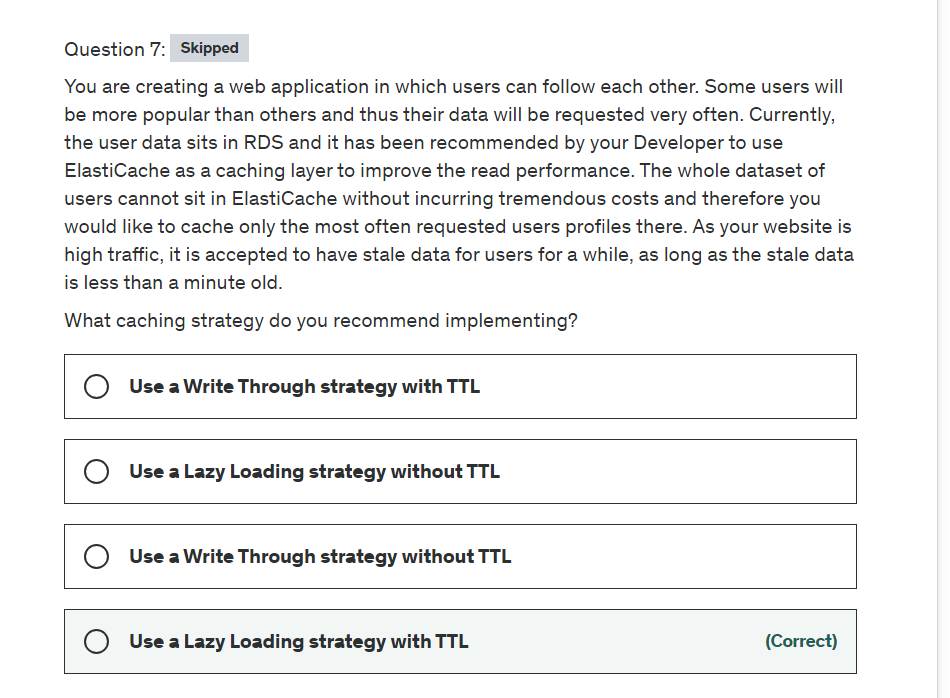 Question 7: Skipped
You are creating a web application in which users can follow each other. Some users will
be more popular than others and thus their data will be requested very often. Currently,
the user data sits in RDS and it has been recommended by your Developer to use
ElastiCache as a caching layer to improve the read performance. The whole dataset of
users cannot sit in ElastiCache without incurring tremendous costs and therefore you
would like to cache only the most often requested users profiles there. As your website is
high traffic, it is accepted to have stale data for users for a while, as long as the stale data
is less than a minute old.
What caching strategy do you recommend implementing?
Use a Write Through strategy with TTL
Use a Lazy Loading strategy without TTL
Use a Write Through strategy without TTL
Use a Lazy Loading strategy with TTL (Correct)